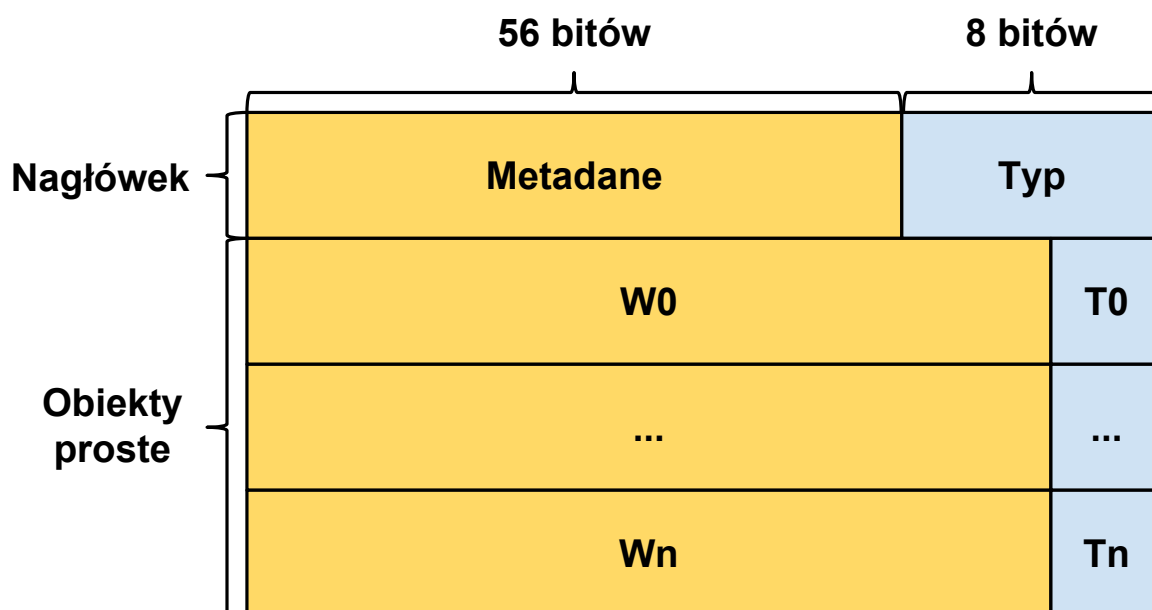 56 bitów 8 bitów
Nagłówek Metadane Typ
W0 T0
Obiekty
proste
... ...
Wn Tn